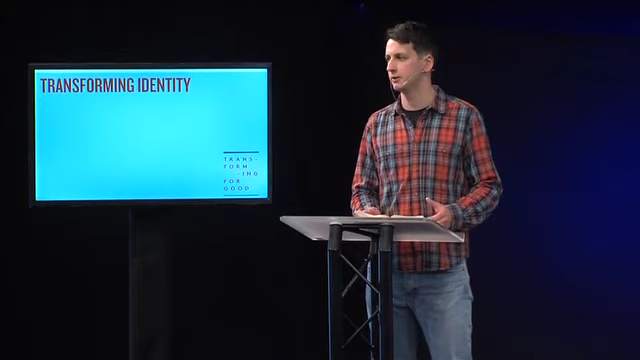 TRANSFORMING IDENTITY
TRANS-
FORM
-ING
FOR
GOOD